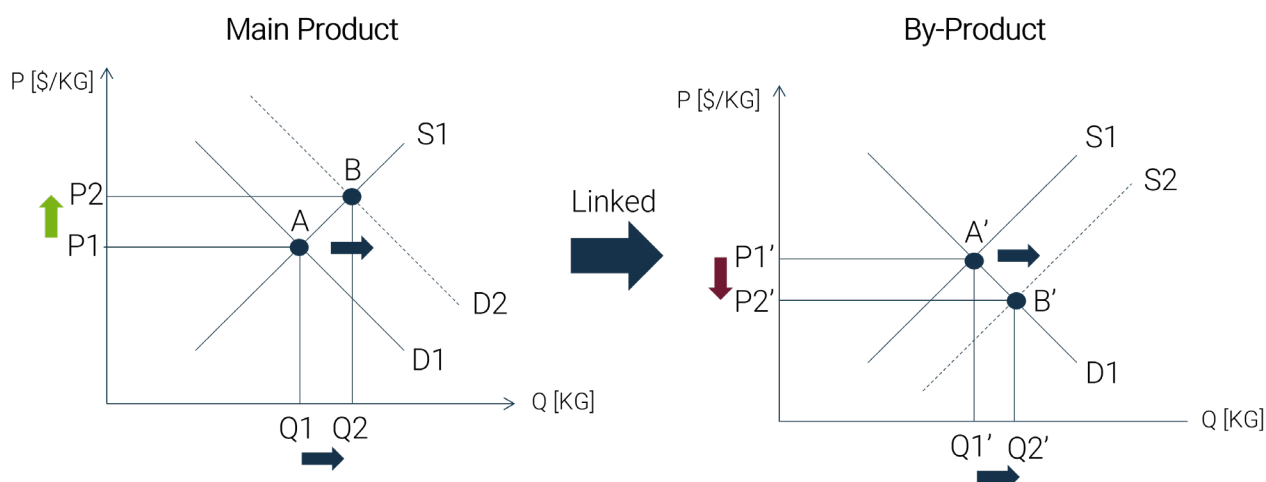 Main Product
P [$/KG]
S1
B
P2
A
P1
D2
D1
Q [KG]
Q1 Q2
Linked
By-Product
P [$/KG]
S1
S2
A’
P1’
P2’
B’
D1
Q [KG]
Q1’ Q2’